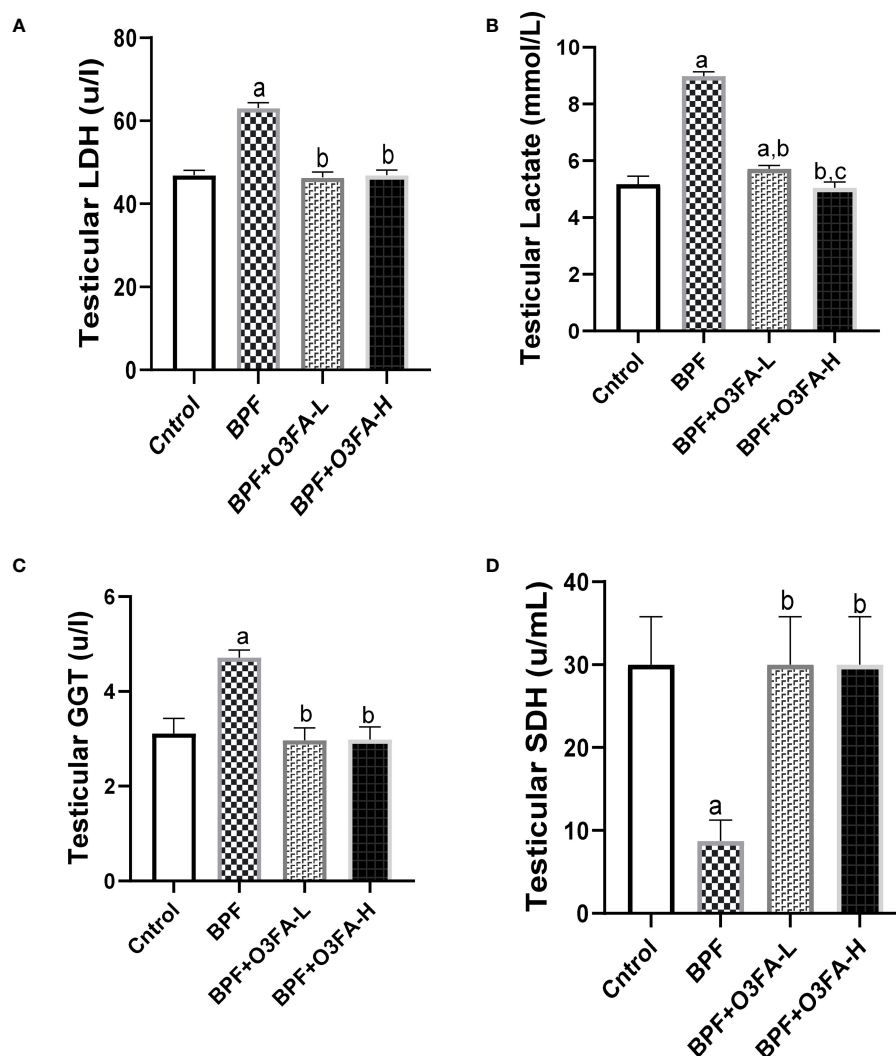 A
Testicular LDH (u/l)
80
60
40
20
0
a
b
b
Cntrol
BPF
BPF+O3FA-L
BPF+O3FA-H
B
Testicular Lactate (mmol/L)
10
8
6
4
2
0
a
a,b
b,c
Cntrol
BPF
BPF+O3FA-L
BPF+O3FA-H
C
Testicular GGT (u/l)
6
4
2
0
a
b
b
Cntrol
BPF
BPF+O3FA-L
BPF+O3FA-H
D
Testicular SDH (u/mL)
40
30
20
10
0
a
b
b
Cntrol
BPF
BPF+O3FA-L
BPF+O3FA-H